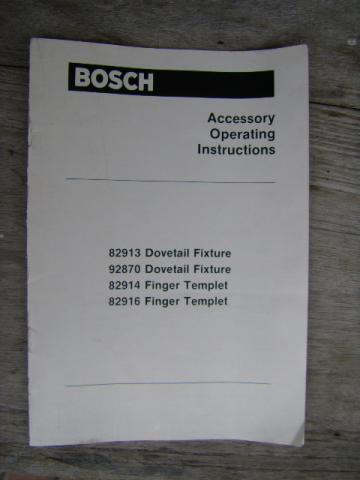 BOSCH
Accessory
Operating
Instructions
82913 Dovetail Fixture
92870 Dovetail Fixture
82914 Finger Templet
82916 Finger Templet